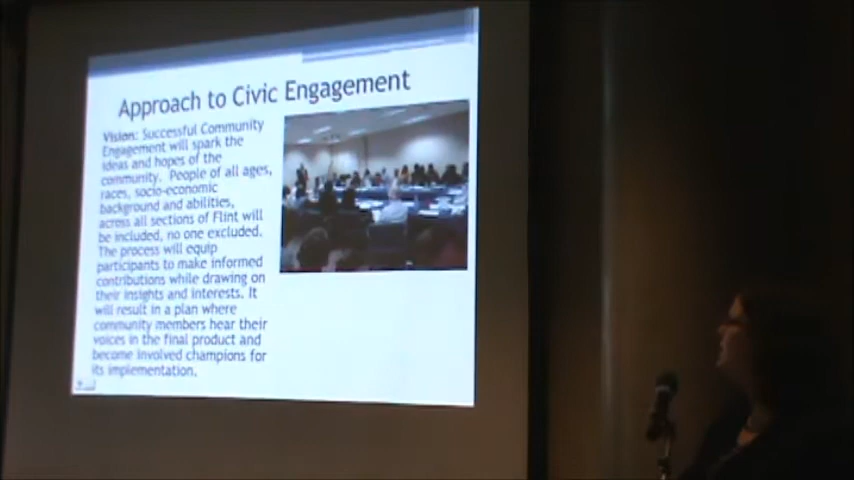 Approach to Civic Engagement
Vision: Successful Community
Engagement will spark the
ideas and hopes of the
community. People of all ages,
races, socio-economic
background and abilities,
across all sections of Flint will
be included, no one excluded.
The process will equip
participants to make informed
contributions while drawing on
their insights and interests. It
will result in a plan where
community members hear their
voices in the final product and
become involved champions for
its implementation.